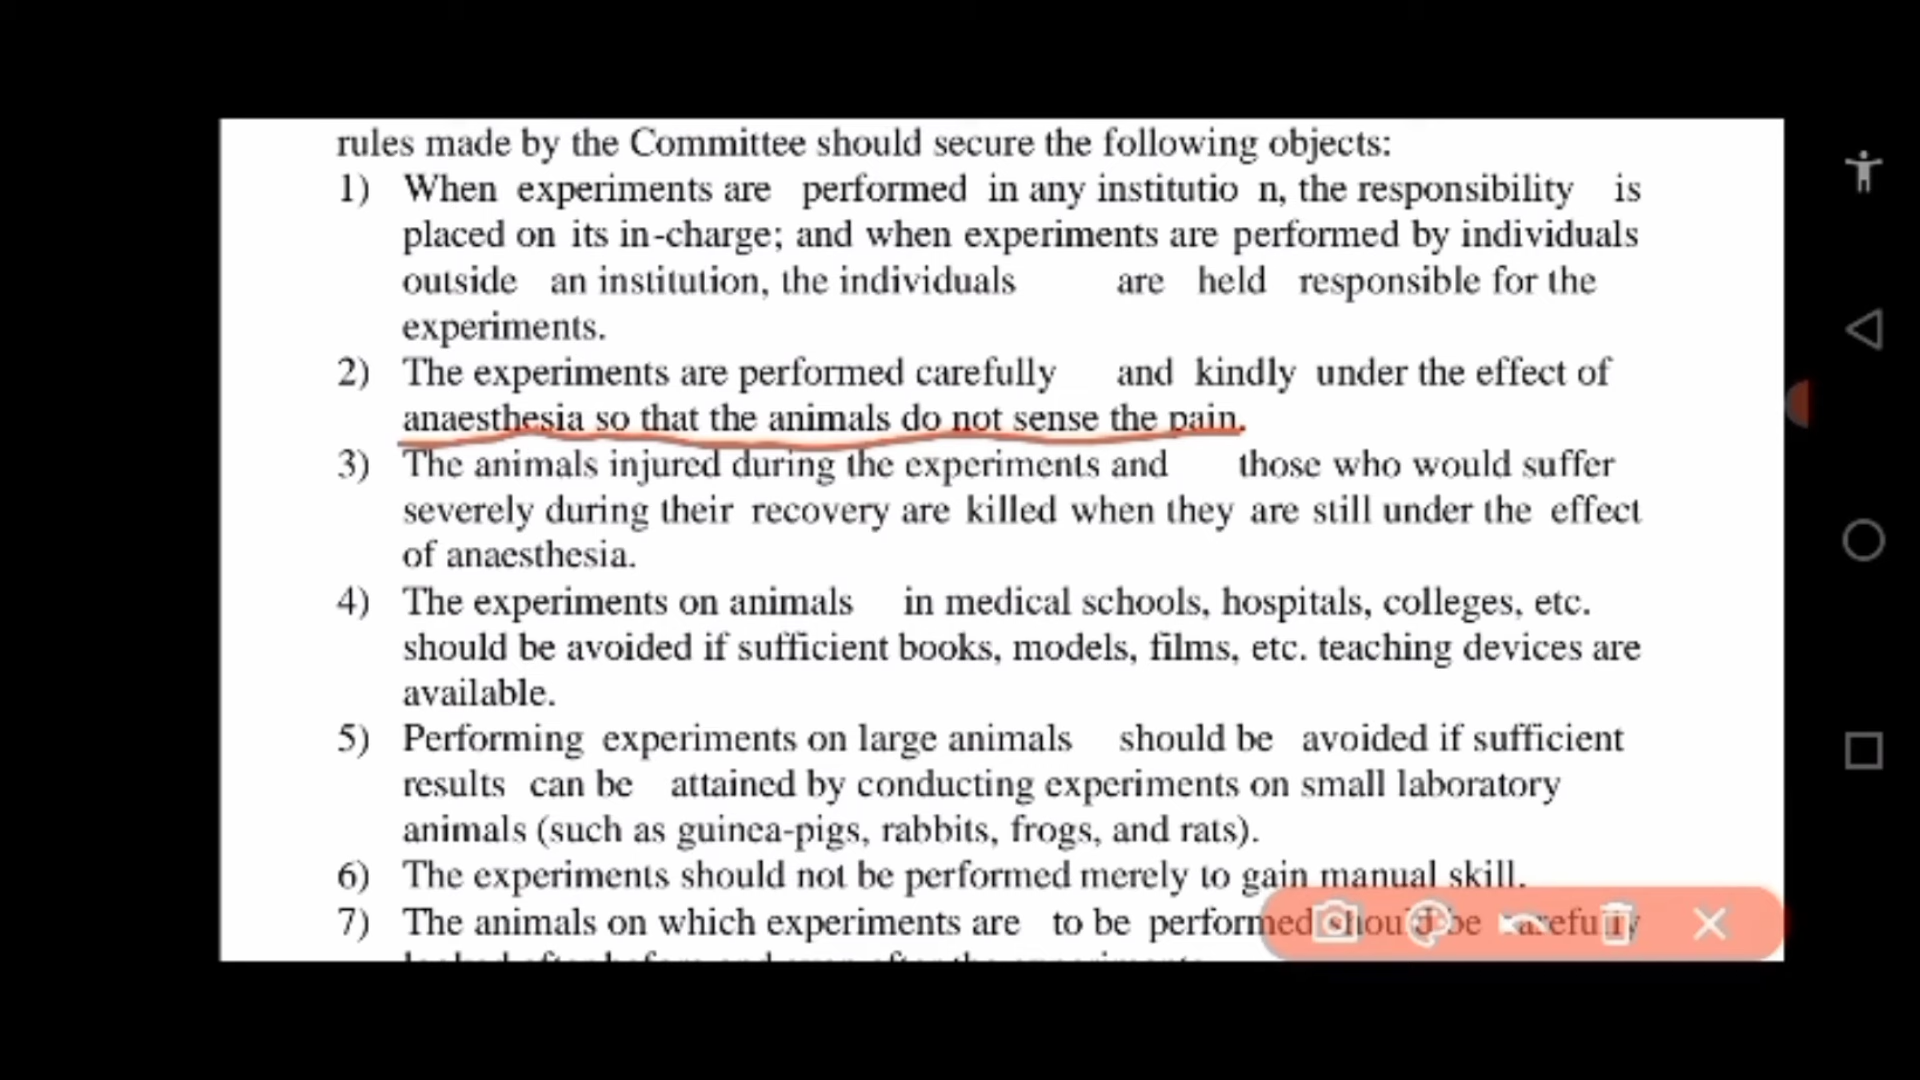 rules made by the Committee should secure the following objects:
1) When experiments are performed in any institutio n, the responsibility is
placed on its in-charge; and when experiments are performed by individuals
outside an institution, the individuals are held responsible for the
experiments.
2) The experiments are performed carefully and kindly under the effect of
anaesthesia so that the animals do not sense the pain.
3) The animals injured during the experiments and those who would suffer
severely during their recovery are killed when they are still under the effect
of anaesthesia.
4) The experiments on animals in medical schools, hospitals, colleges, etc.
should be avoided if sufficient books, models, films, etc. teaching devices are
available.
5) Performing experiments on large animals should be avoided if sufficient
results can be attained by conducting experiments on small laboratory
animals (such as guinea-pigs, rabbits, frogs, and rats).
6) The experiments should not be performed merely to gain manual skill.
7) The animals on which experiments are to be performed should be carefully